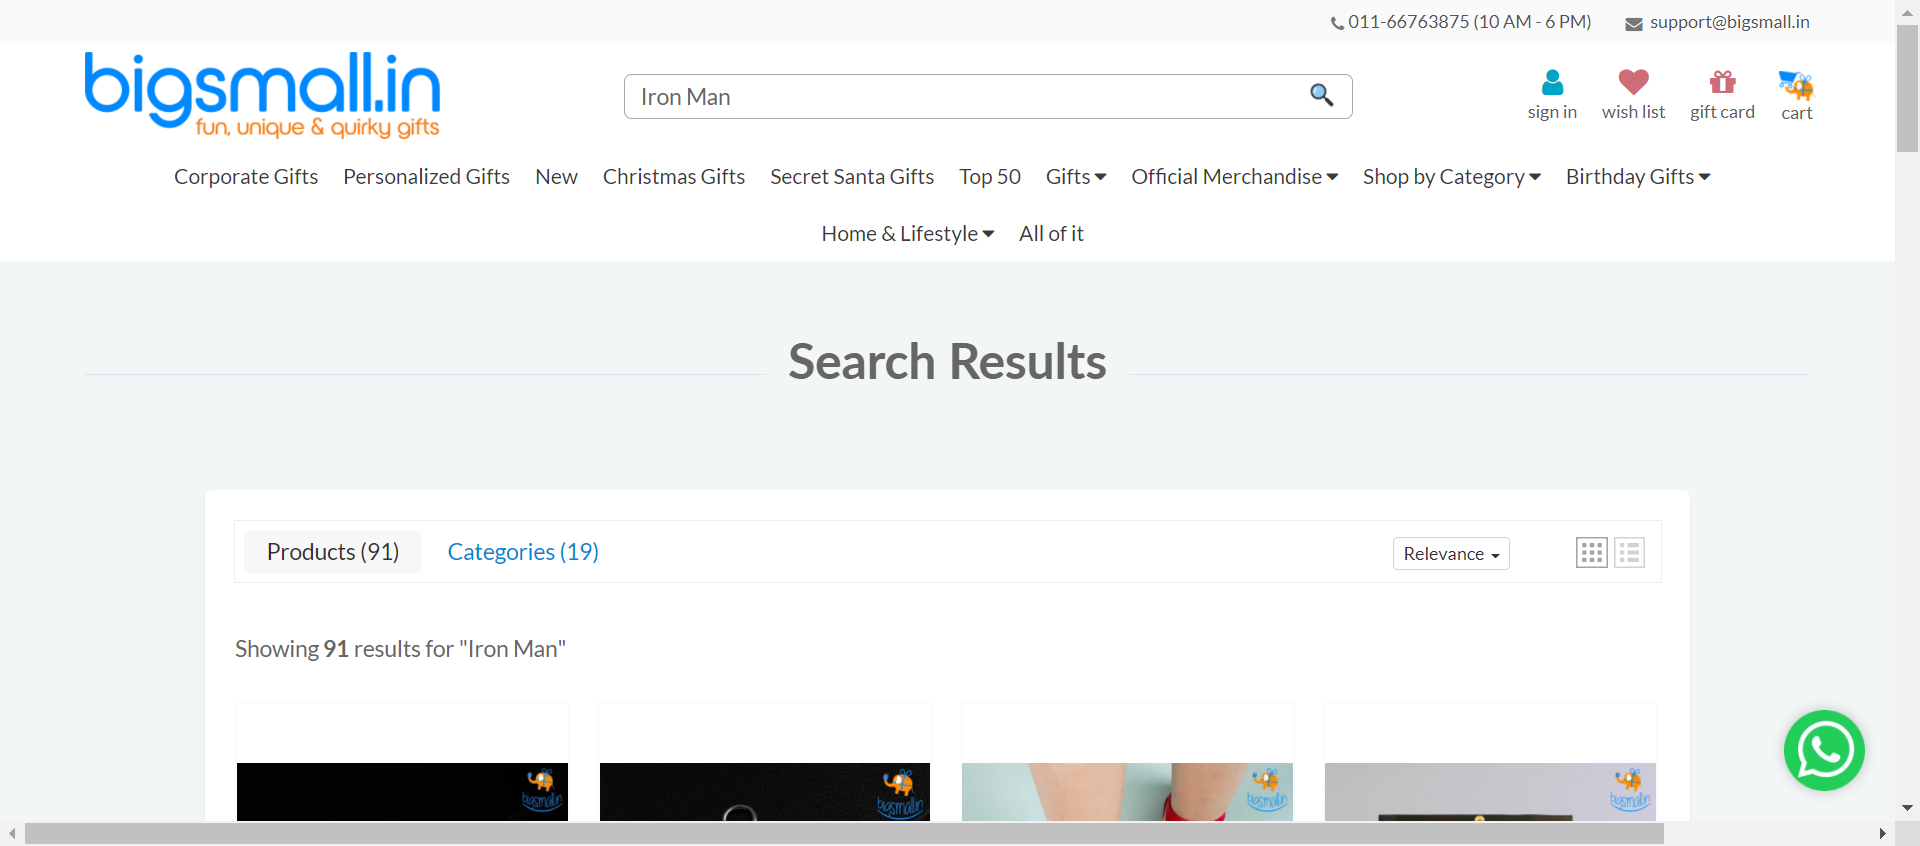 011-66763875 (10 AM - 6 PM) support@bigsmall.in
bigsmall.in
fun, unique & quirky gifts
Iron Man
sign in wish list gift card cart
Corporate Gifts Personalized Gifts New Christmas Gifts Secret Santa Gifts Top 50 Gifts Official Merchandise Shop by Category Birthday Gifts
Home & Lifestyle All of it
Search Results
Products (91) Categories (19) Relevance
Showing 91 results for "Iron Man"
bigsmall.in bigsmall.in bigsmall.in bigsmall.in